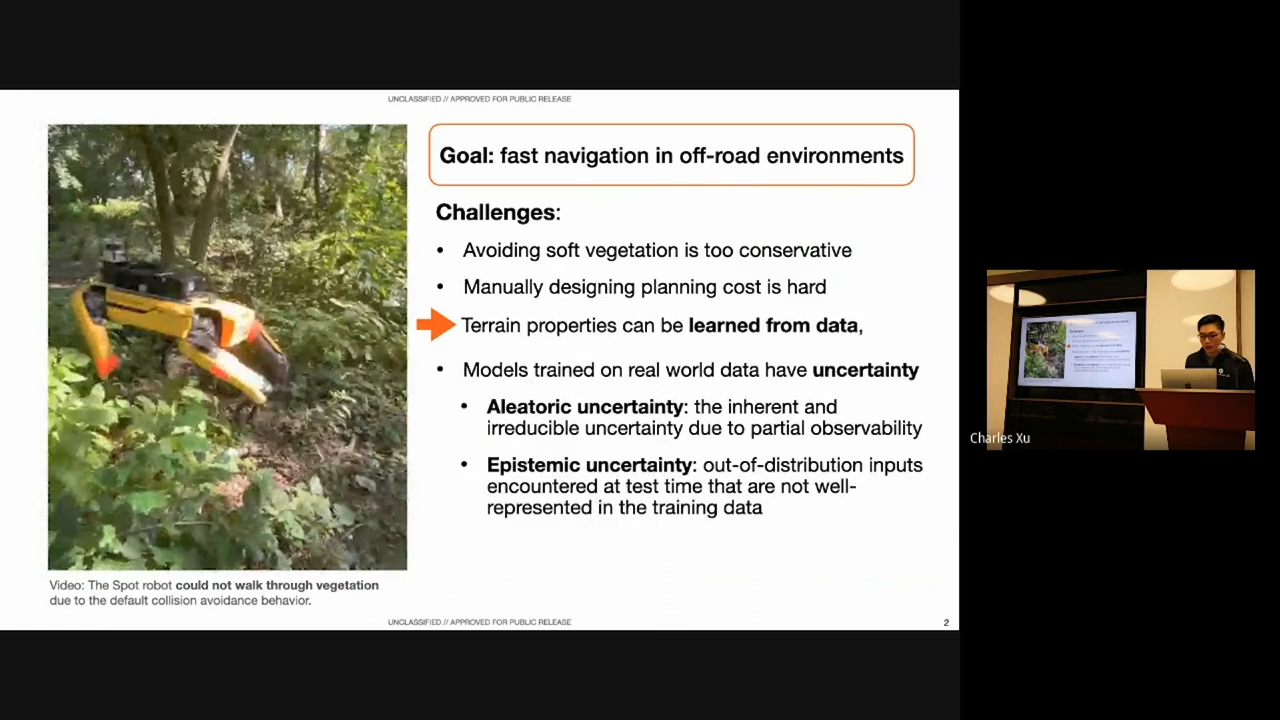 UNCLASSIFIED // APPROVED FOR PUBLIC RELEASE
Goal: fast navigation in off-road environments
Challenges:
• Avoiding soft vegetation is too conservative
• Manually designing planning cost is hard
Terrain properties can be learned from data,
• Models trained on real world data have uncertainty
• Aleatoric uncertainty: the inherent and
irreducible uncertainty due to partial observability
• Epistemic uncertainty: out-of-distribution inputs
encountered at test time that are not well-
represented in the training data
Video: The Spot robot could not walk through vegetation
due to the default collision avoidance behavior.
UNCLASSIFIED // APPROVED FOR PUBLIC RELEASE
2
Charles Xu